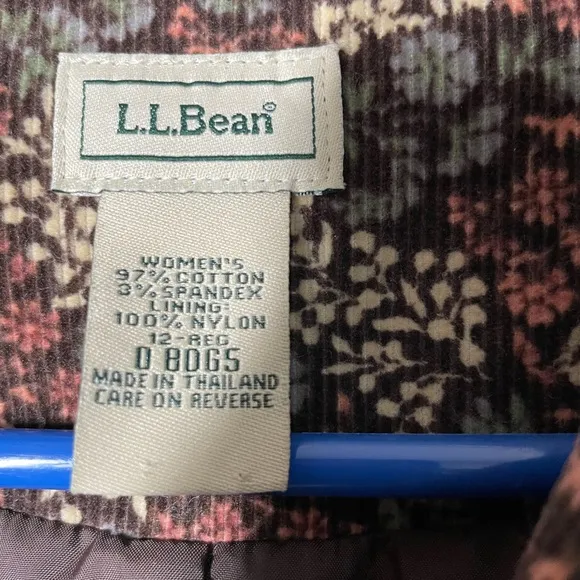 L.L.Bean®
WOMEN'S
97% COTTON
3% SPANDEX
LINING:
100% NYLON
12-REG
0 80G5
MADE IN THAILAND
CARE ON REVERSE